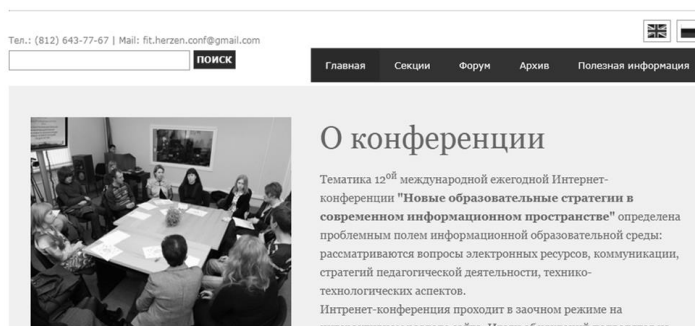 Тел.: (812) 643-77-67 | Mail: fit.herzen.conf@gmail.com
ПОИСК
Главная Секции Форум Архив Полезная информация
О конференции
Тематика 12ой международной ежегодной Интернет-
конференции "Новые образовательные стратегии в
современном информационном пространстве" определена
проблемным полем информационной образовательной среды:
рассматриваются вопросы электронных ресурсов, коммуникации,
стратегий педагогической деятельности, технико-
технологических аспектов.
Интренет-конференция проходит в заочном режиме на